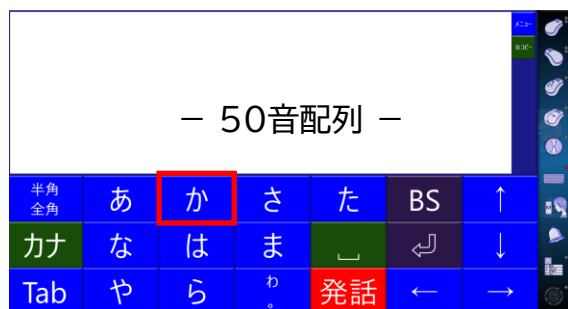 メニュー
全コピー
－ 50音配列 －
半角
全角
あ
か
さ
た
BS
↑
カナ
な
は
ま
↓
Tab
や
ら
わ
。
発話
←
→